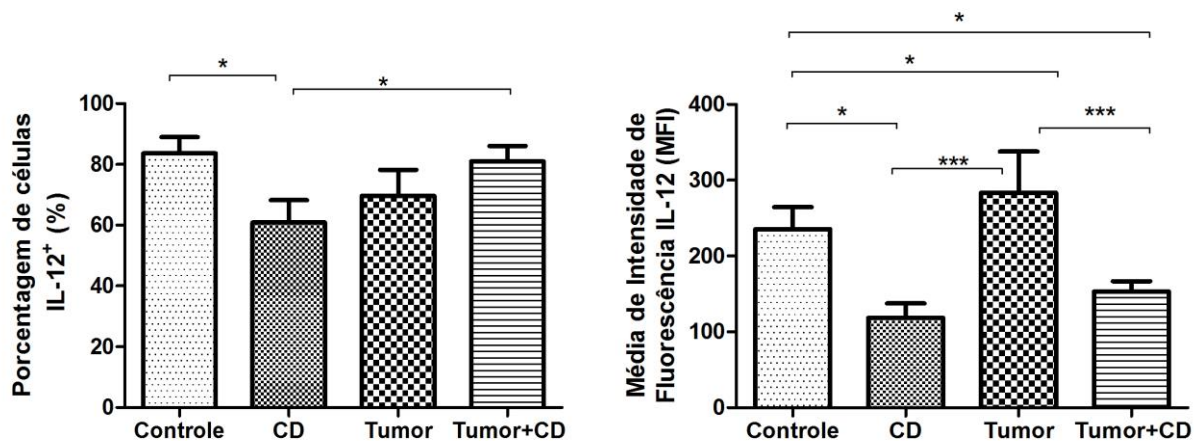 Porcentagem de células
IL-12⁺ (%)
100
80
60
40
20
0
*
*
Controle
CD
Tumor
Tumor+CD
Média de Intensidade de
Fluorescência IL-12 (MFI)
400
300
200
100
0
*
*
*
***
***
Controle
CD
Tumor
Tumor+CD